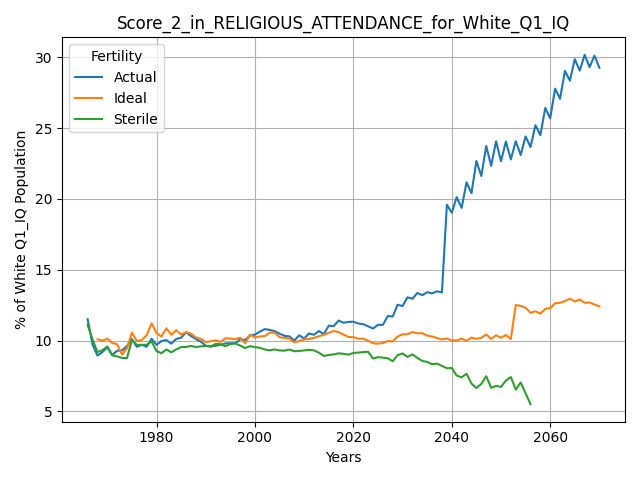 Score_2_in_RELIGIOUS_ATTENDANCE_for_White_Q1_IQ
Fertility
Actual
Ideal
Sterile
% of White Q1_IQ Population
30
25
20
15
10
5
1980
2000
2020
2040
2060
Years